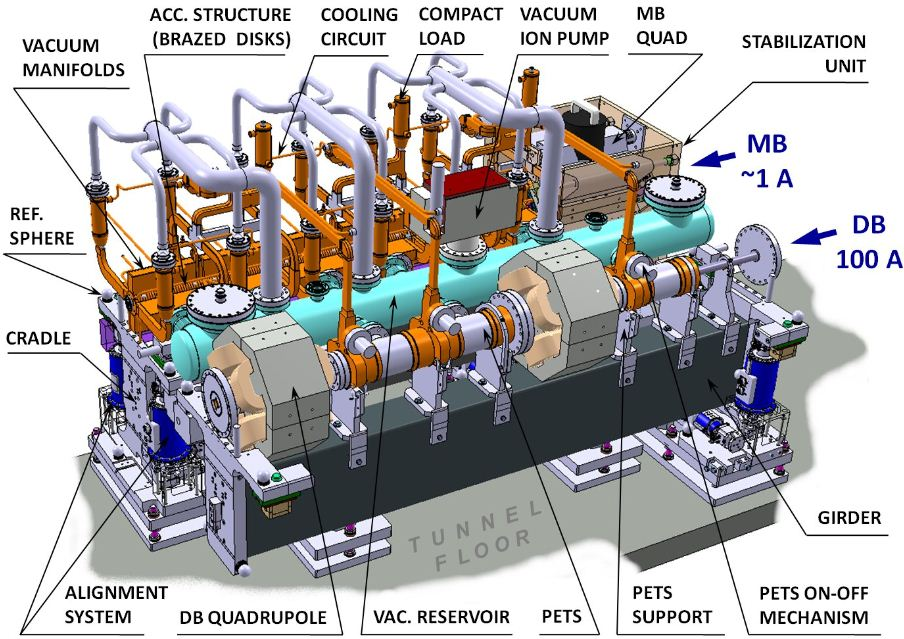 VACUUM
MANIFOLDS
ACC. STRUCTURE
(BRAZED DISKS)
COOLING
CIRCUIT
COMPACT
LOAD
VACUUM
ION PUMP
MB
QUAD
STABILIZATION
UNIT
MB
~1 A
DB
100 A
REF.
SPHERE
CRADLE
TUNNEL
FLOOR
GIRDER
ALIGNMENT
SYSTEM
DB QUADRUPOLE
VAC. RESERVOIR
PETS
PETS
SUPPORT
PETS ON-OFF
MECHANISM